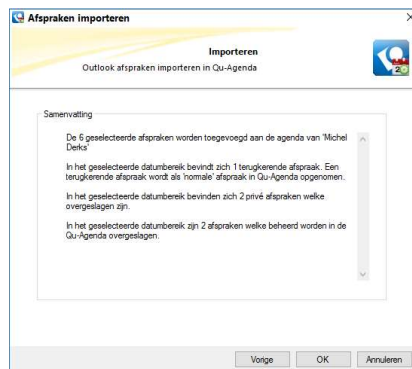 Afspraken importeren
Importeren
Outlook afspraken importeren in Qu-Agenda
Samenvatting
De 6 geselecteerde afspraken worden toegevoegd aan de agenda van 'Michel
Derks'
In het geselecteerde datumbereik bevindt zich 1 terugkerende afspraak. Een
terugkerende afspraak wordt als 'normale' afspraak in Qu-Agenda opgenomen.
In het geselecteerde datumbereik bevinden zich 2 privé afspraken welke
overgeslagen zijn.
In het geselecteerde datumbereik zijn 2 afspraken welke beheerd worden in de
Qu-Agenda overgeslagen.
Vorige
OK
Annuleren